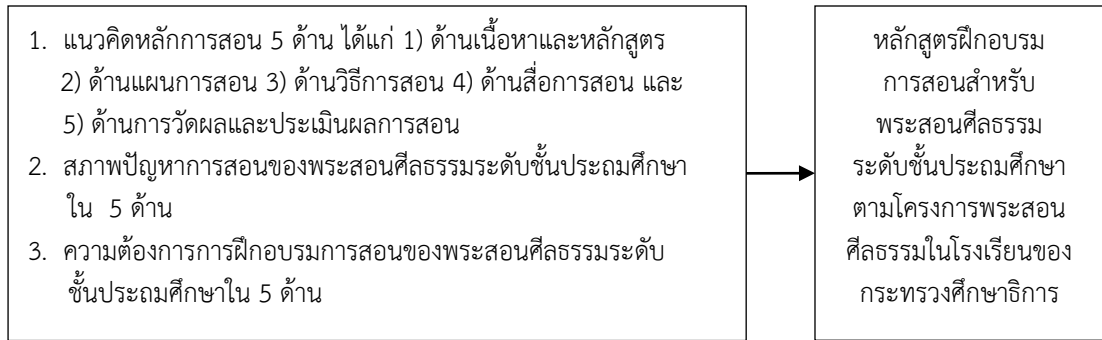 1. แนวคิดหลักการสอน 5 ด้าน ได้แก่ 1) ด้านเนื้อหาและหลักสูตร
2) ด้านแผนการสอน 3) ด้านวิธีการสอน 4) ด้านสื่อการสอน และ
5) ด้านการวัดผลและประเมินผลการสอน
2. สภาพปัญหาการสอนของพระสอนศีลธรรมระดับชั้นประถมศึกษา
ใน 5 ด้าน
3. ความต้องการการฝึกอบรมการสอนของพระสอนศีลธรรมระดับ
ชั้นประถมศึกษาใน 5 ด้าน
หลักสูตรฝึกอบรม
การสอนสำหรับ
พระสอนศีลธรรม
ระดับชั้นประถมศึกษา
ตามโครงการพระสอน
ศีลธรรมในโรงเรียนของ
กระทรวงศึกษาธิการ